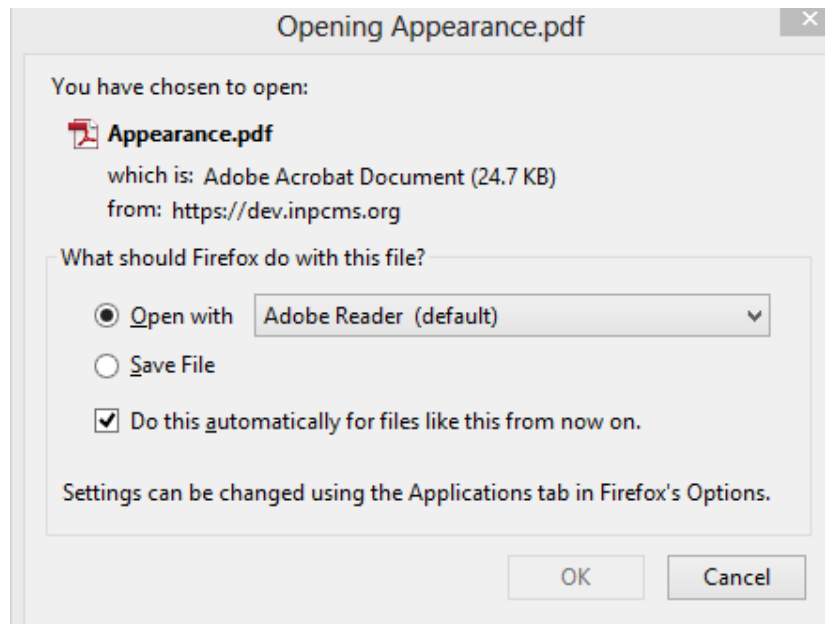 Opening Appearance.pdf
You have chosen to open:
Appearance.pdf
which is: Adobe Acrobat Document (24.7 KB)
from: https://dev.inpcms.org
What should Firefox do with this file?
Open with Adobe Reader (default)
Save File
Do this automatically for files like this from now on.
Settings can be changed using the Applications tab in Firefox's Options.
OK Cancel